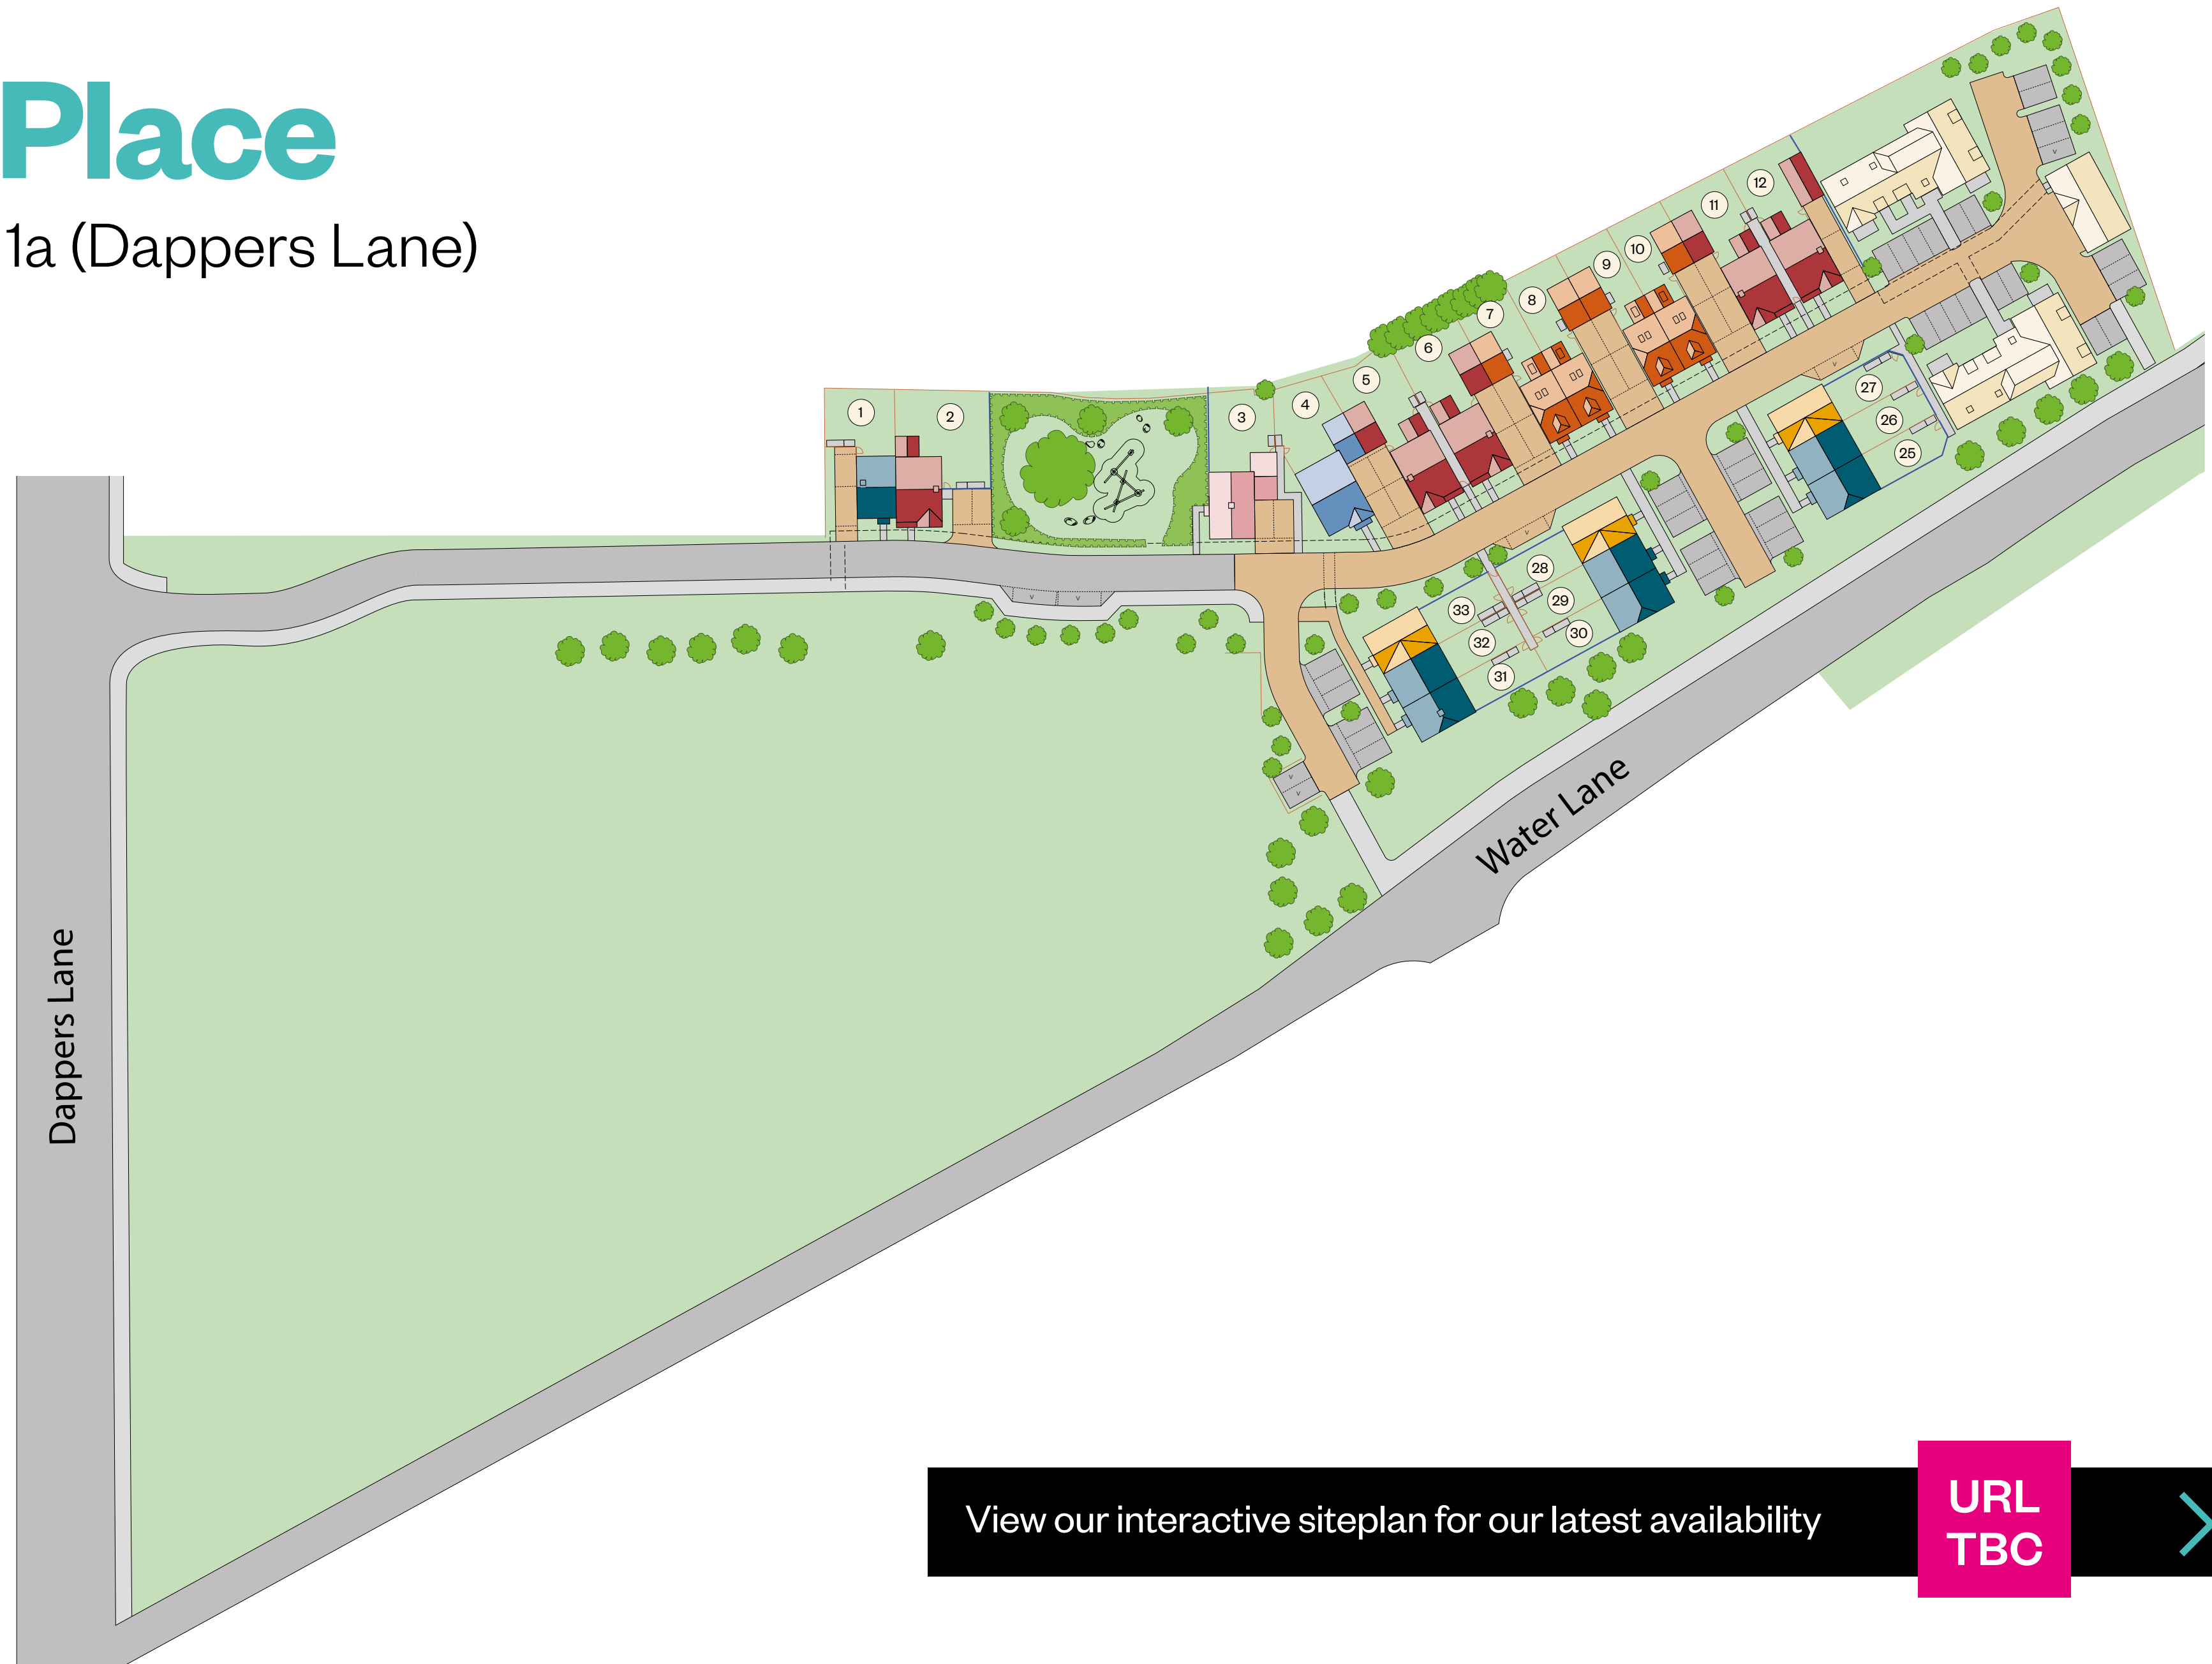 Place
1a (Dappers Lane)
1
2
3
4
5
6
7
8
9
10
11
12
27
26
25
28
29
30
33
32
31
v
v
v
v
v
v
v
v
Water Lane
Dappers Lane
View our interactive siteplan for our latest availability
URL
TBC